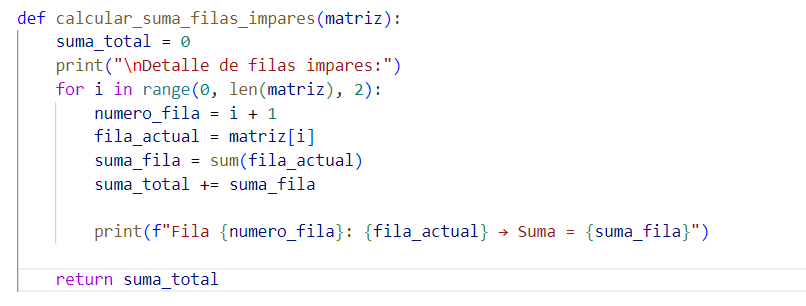 def calcular_suma_filas_impares(matriz):
    suma_total = 0
    print("\nDetalle de filas impares:")
    for i in range(0, len(matriz), 2):
        numero_fila = i + 1
        fila_actual = matriz[i]
        suma_fila = sum(fila_actual)
        suma_total += suma_fila
        print(f"Fila {numero_fila}: {fila_actual} → Suma = {suma_fila}")
    return suma_total